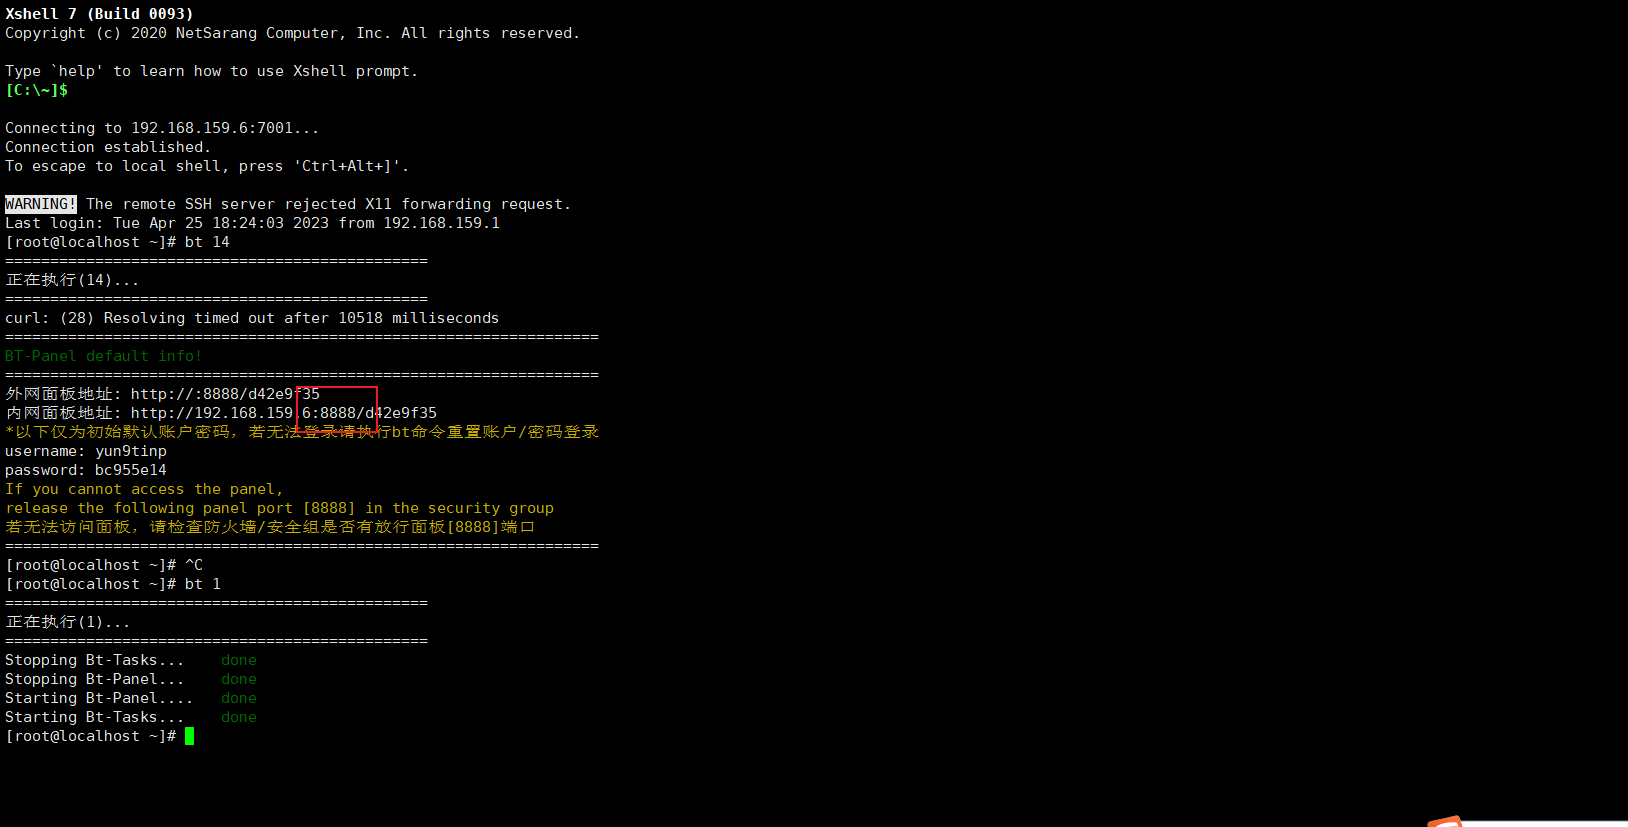 Xshell 7 (Build 0093)
Copyright (c) 2020 NetSarang Computer, Inc. All rights reserved.
Type `help' to learn how to use Xshell prompt.
[C:\~]$
Connecting to 192.168.159.6:7001...
Connection established.
To escape to local shell, press 'Ctrl+Alt+]'.
WARNING! The remote SSH server rejected X11 forwarding request.
Last login: Tue Apr 25 18:24:03 2023 from 192.168.159.1
[root@localhost ~]# bt 14
===============================================
正在执行(14)...
===============================================
curl: (28) Resolving timed out after 10518 milliseconds
==================================================================
BT-Panel default info!
==================================================================
外网面板地址: http://:8888/d42e9f35
内网面板地址: http://192.168.159.6:8888/d42e9f35
*以下仅为初始默认账户密码，若无法登录请执行bt命令重置账户/密码登录
username: yun9tinp
password: bc955e14
If you cannot access the panel,
release the following panel port [8888] in the security group
若无法访问面板，请检查防火墙/安全组是否有放行面板[8888]端口
==================================================================
[root@localhost ~]# ^C
[root@localhost ~]# bt 1
===============================================
正在执行(1)...
===============================================
Stopping Bt-Tasks... done
Stopping Bt-Panel... done
Starting Bt-Panel.... done
Starting Bt-Tasks... done
[root@localhost ~]#